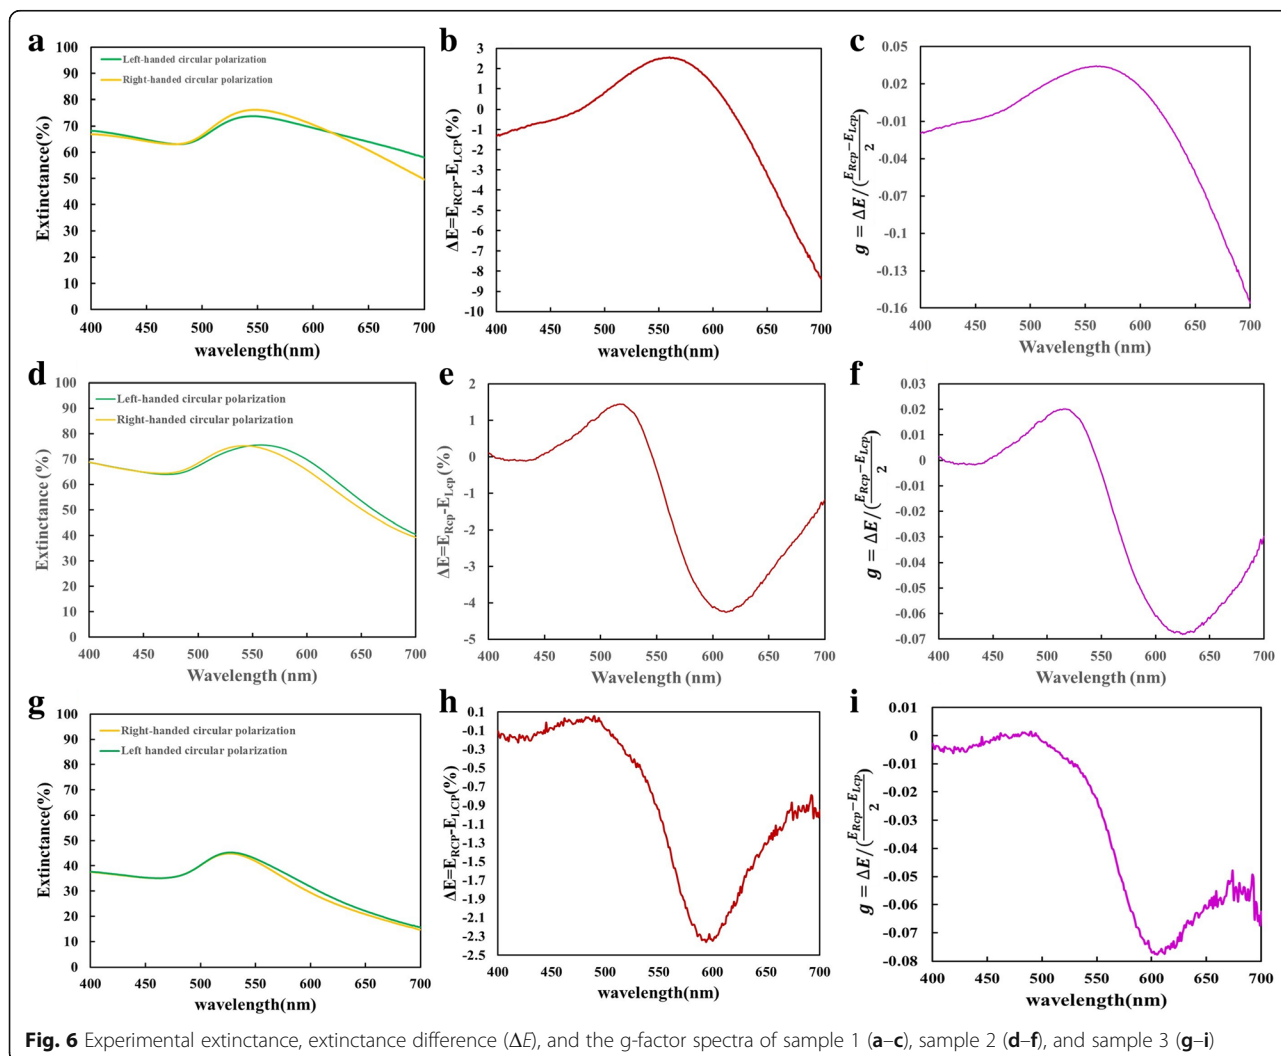 a
100
90
80
70
60
50
40
30
20
10
0
Extinctance(%)
Left-handed circular polarization
Right-handed circular polarization
400 450 500 550 600 650 700
wavelength(nm)
b
3
2
1
0
-1
-2
-3
-4
-5
-6
-7
-8
-9
-10
ΔE=E_RCP-E_LCP(%)
400 450 500 550 600 650 700
wavelength(nm)
c
0.05
0.02
-0.01
-0.04
-0.07
-0.1
-0.13
-0.16
g = ΔE/(E_Rcp−E_Lcp/2)
400 450 500 550 600 650 700
Wavelength (nm)
d
100
90
80
70
60
50
40
30
20
10
0
Extinctance (%)
Left-handed circular polarization
Right-handed circular polarization
400 450 500 550 600 650 700
Wavelength (nm)
e
2
1
0
-1
-2
-3
-4
-5
ΔE=E_Rcp-E_Lcp(%)
400 450 500 550 600 650 700
Wavelength (nm)
f
0.03
0.02
0.01
0
-0.01
-0.02
-0.03
-0.04
-0.05
-0.06
-0.07
g = ΔE/(E_Rcp−E_Lcp/2)
400 450 500 550 600 650 700
Wavelength (nm)
g
100
90
80
70
60
50
40
30
20
10
0
Extinctance(%)
Right-handed circular polarization
Left handed circular polarization
400 450 500 550 600 650 700
wavelength(nm)
h
0.1
-0.1
-0.3
-0.5
-0.7
-0.9
-1.1
-1.3
-1.5
-1.7
-1.9
-2.1
-2.3
-2.5
ΔE=E_RCP-E_LCP(%)
400 450 500 550 600 650 700
wavelength(nm)
i
0.01
0
-0.01
-0.02
-0.03
-0.04
-0.05
-0.06
-0.07
-0.08
g = ΔE/(E_Rcp−E_Lcp/2)
400 450 500 550 600 650 700
wavelength(nm)
Fig. 6 Experimental extinctance, extinctance difference (ΔE), and the g-factor spectra of sample 1 (a–c), sample 2 (d–f), and sample 3 (g–i)